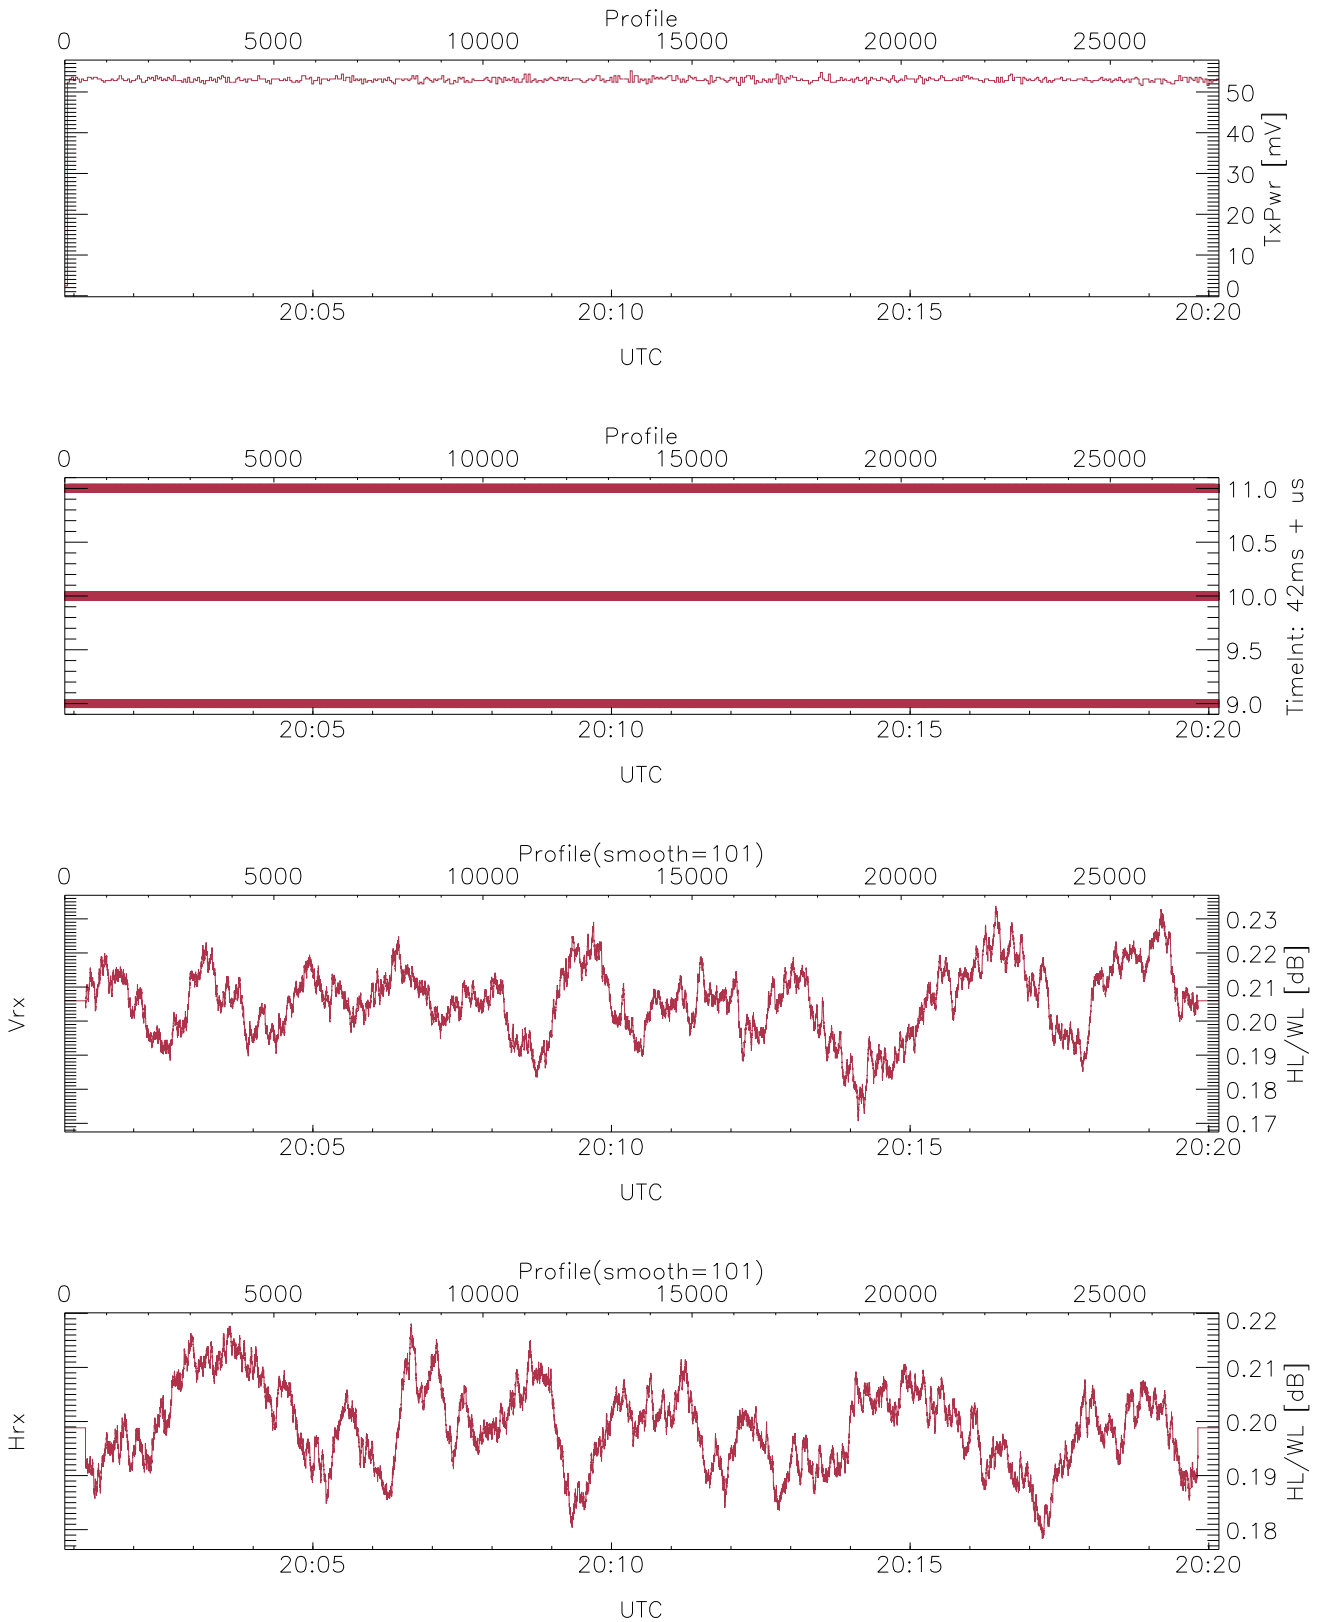 Profile
0 5000 10000 15000 20000 25000
50
40
30
20
10
0
TxPwr [mV]
20:05 20:10 20:15 20:20
UTC
Profile
0 5000 10000 15000 20000 25000
11.0
10.5
10.0
9.5
9.0
TimeInt: 42ms + us
20:05 20:10 20:15 20:20
UTC
Profile(smooth=101)
0 5000 10000 15000 20000 25000
Vrx
0.23
0.22
0.21
0.20
0.19
0.18
0.17
HL/WL [dB]
20:05 20:10 20:15 20:20
UTC
Profile(smooth=101)
0 5000 10000 15000 20000 25000
Hrx
0.22
0.21
0.20
0.19
0.18
HL/WL [dB]
20:05 20:10 20:15 20:20
UTC